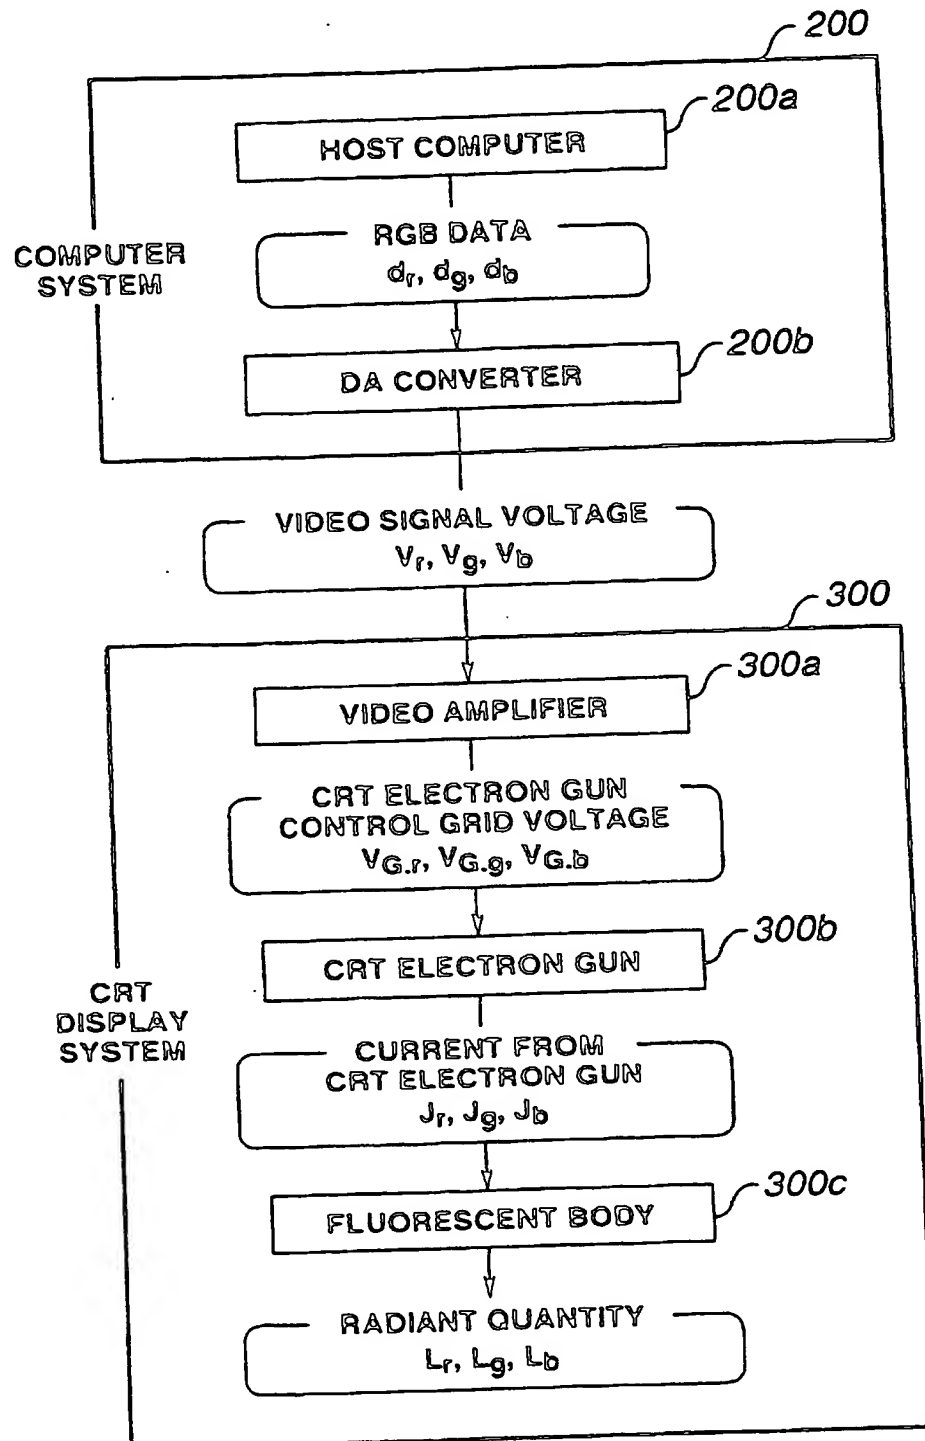 200
200a
HOST COMPUTER
RGB DATA
dr, dg, db
COMPUTER
SYSTEM
200b
DA CONVERTER
VIDEO SIGNAL VOLTAGE
Vr, Vg, Vb
300
300a
VIDEO AMPLIFIER
CRT ELECTRON GUN
CONTROL GRID VOLTAGE
VG.r, VG.g, VG.b
300b
CRT ELECTRON GUN
CRT
DISPLAY
SYSTEM
CURRENT FROM
CRT ELECTRON GUN
Jr, Jg, Jb
300c
FLUORESCENT BODY
RADIANT QUANTITY
Lr, Lg, Lb